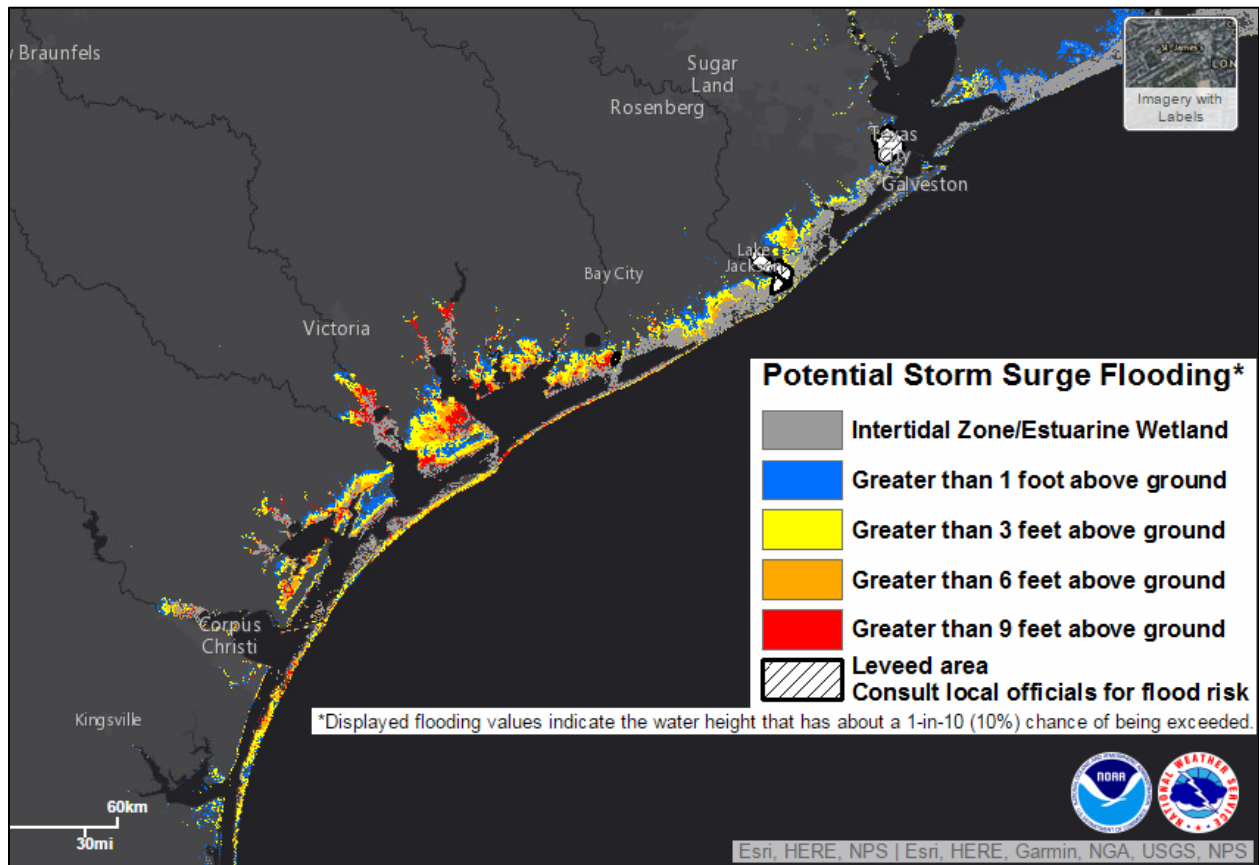 w Braunfels
Sugar
Land
Rosenberg
Imagery with
Labels
Texas
City
Galveston
Lake
Jackson
Bay City
Victoria
Corpus
Christi
Kingsville
Potential Storm Surge Flooding*
Intertidal Zone/Estuarine Wetland
Greater than 1 foot above ground
Greater than 3 feet above ground
Greater than 6 feet above ground
Greater than 9 feet above ground
Leveed area
Consult local officials for flood risk
*Displayed flooding values indicate the water height that has about a 1-in-10 (10%) chance of being exceeded.
60km
30mi
NOAA
NATIONAL WEATHER SERVICE
Esri, HERE, NPS | Esri, HERE, Garmin, NGA, USGS, NPS